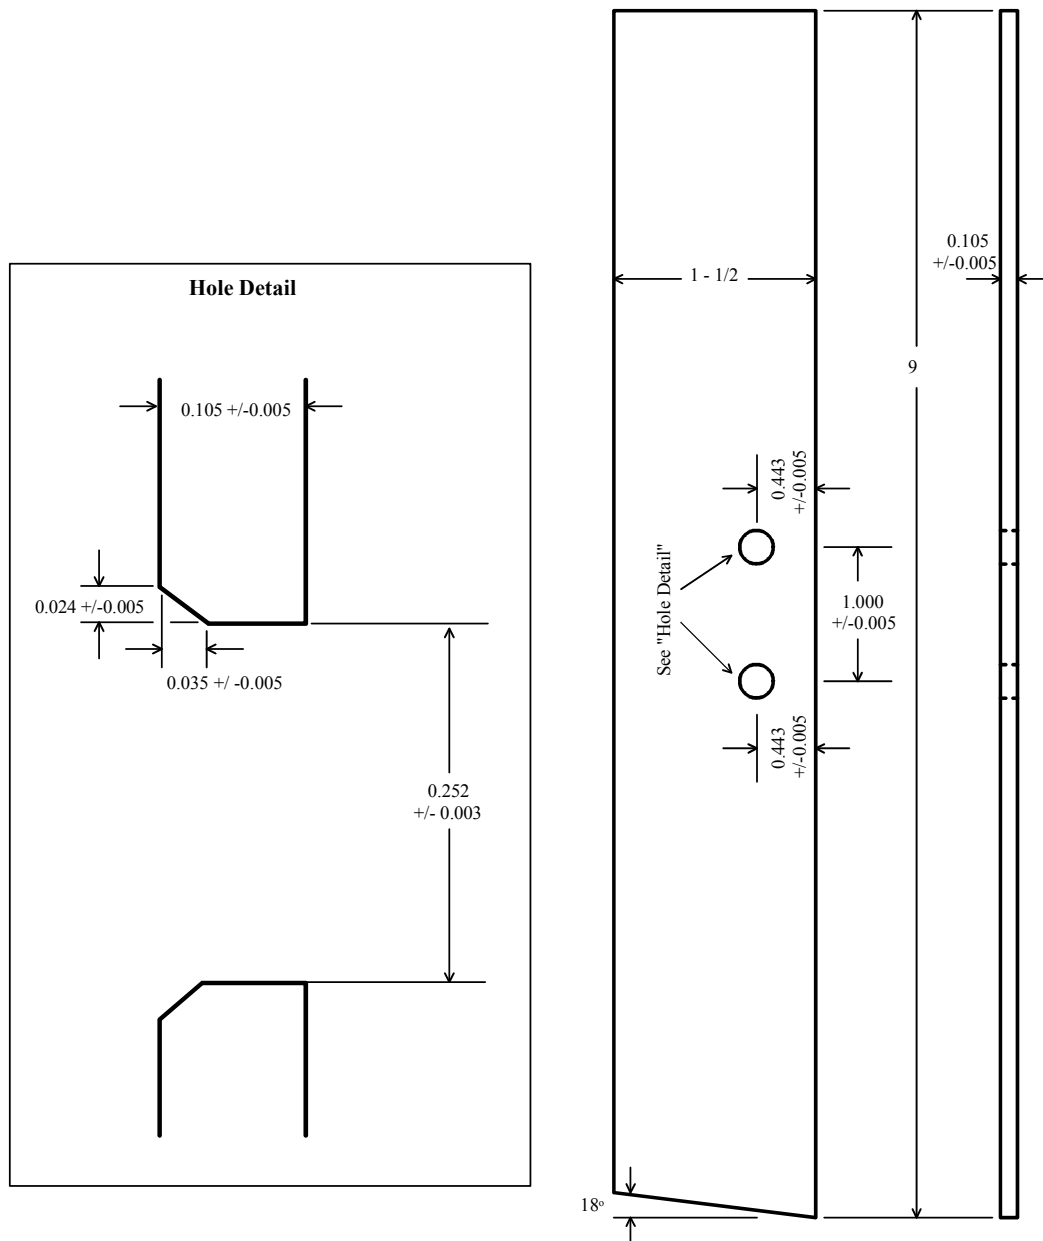 Hole Detail
0.105 +/-0.005
0.024 +/-0.005
0.035 + / -0.005
0.252
+/- 0.003
1 - 1/2
9
0.105
+/-0.005
0.443
+/-0.005
See "Hole Detail"
1.000
+/-0.005
0.443
+/-0.005
18º